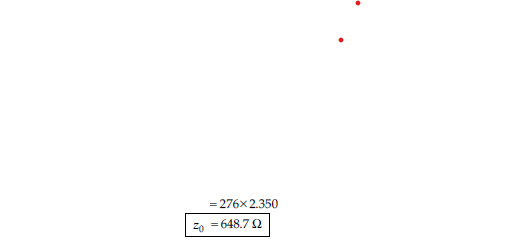 = 276×2.350
z₀ = 648.7 Ω